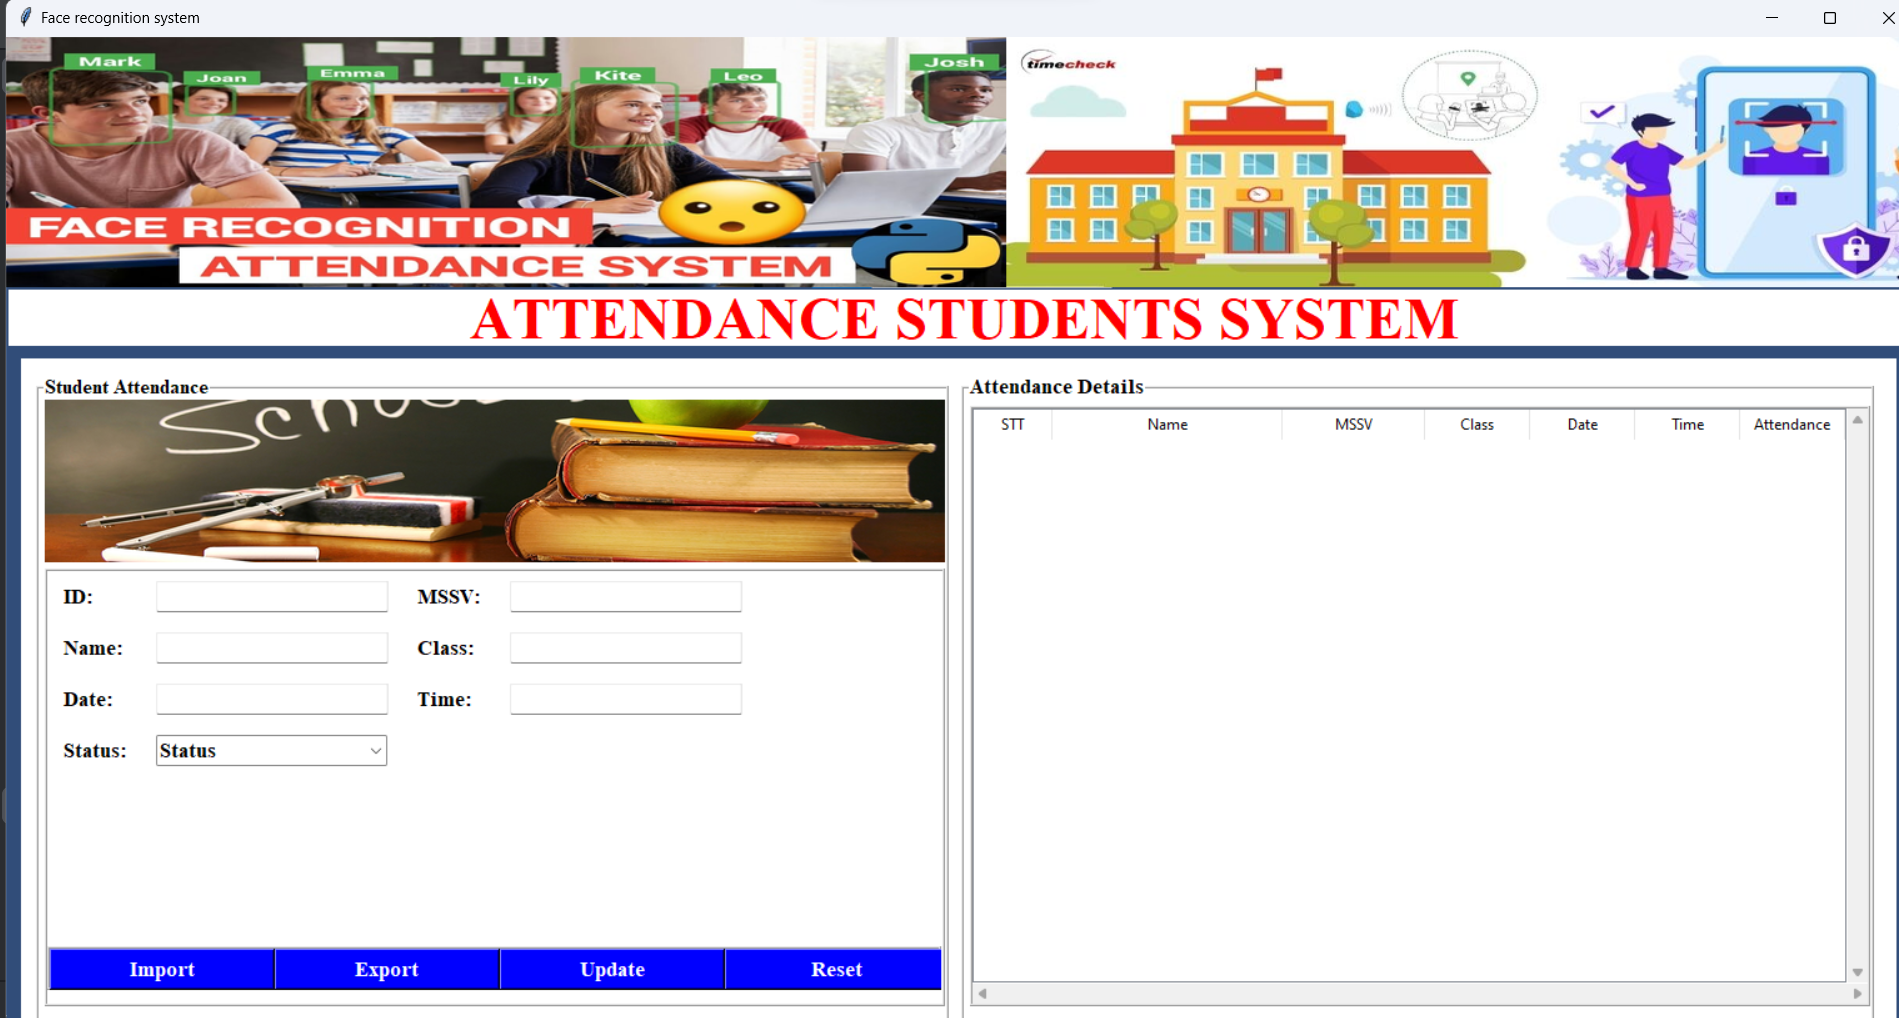 Face recognition system
Mark
Joan
Emma
Lily
Kite
Leo
Josh
FACE RECOGNITION
ATTENDANCE SYSTEM
timecheck
ATTENDANCE STUDENTS SYSTEM
Student Attendance
School
ID:
MSSV:
Name:
Class:
Date:
Time:
Status:
Status
Import
Export
Update
Reset
Attendance Details
STT Name MSSV Class Date Time Attendance